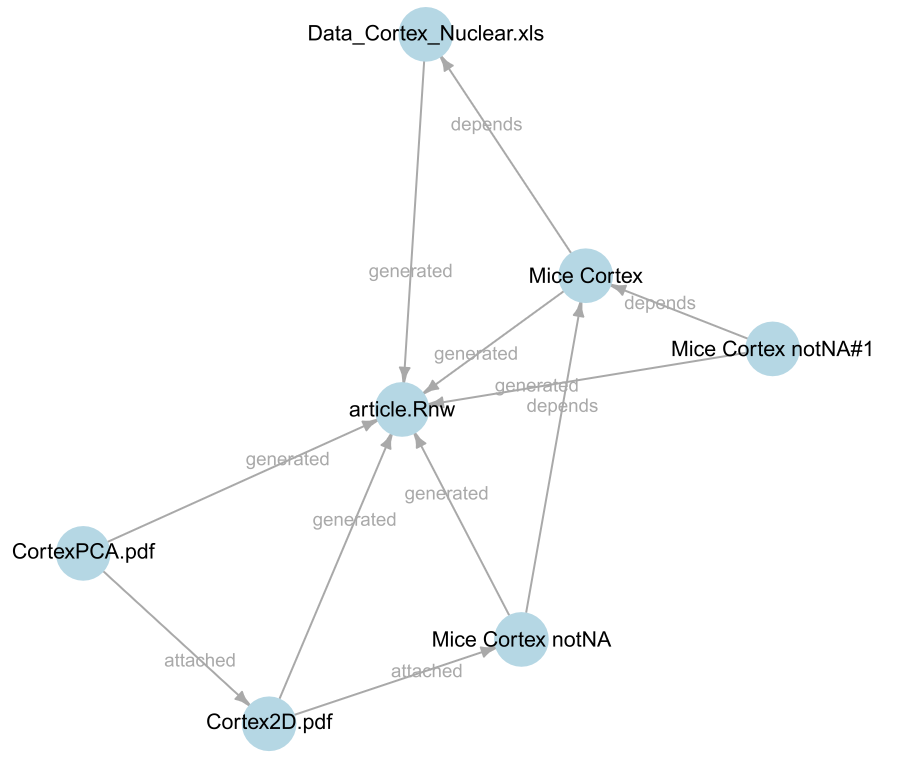 Data_Cortex_Nuclear.xls
depends
generated
Mice Cortex
depends
Mice Cortex notNA#1
generated
generated
depends
article.Rnw
generated
generated
generated
CortexPCA.pdf
Mice Cortex notNA
attached
attached
Cortex2D.pdf